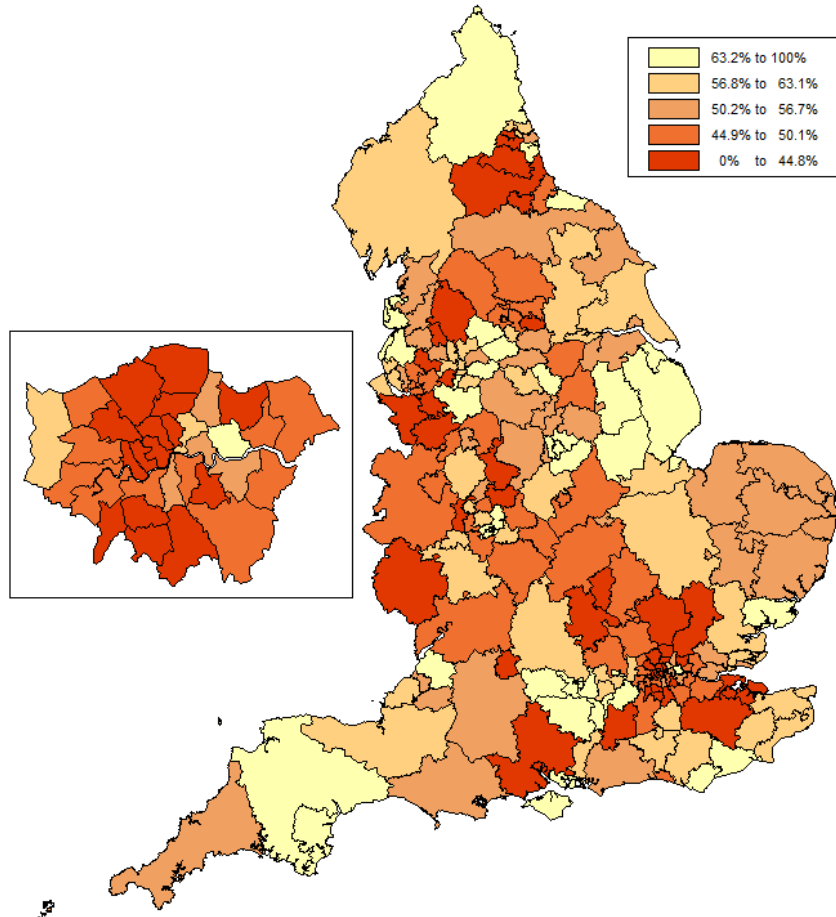 63.2% to 100%
56.8% to 63.1%
50.2% to 56.7%
44.9% to 50.1%
0% to 44.8%